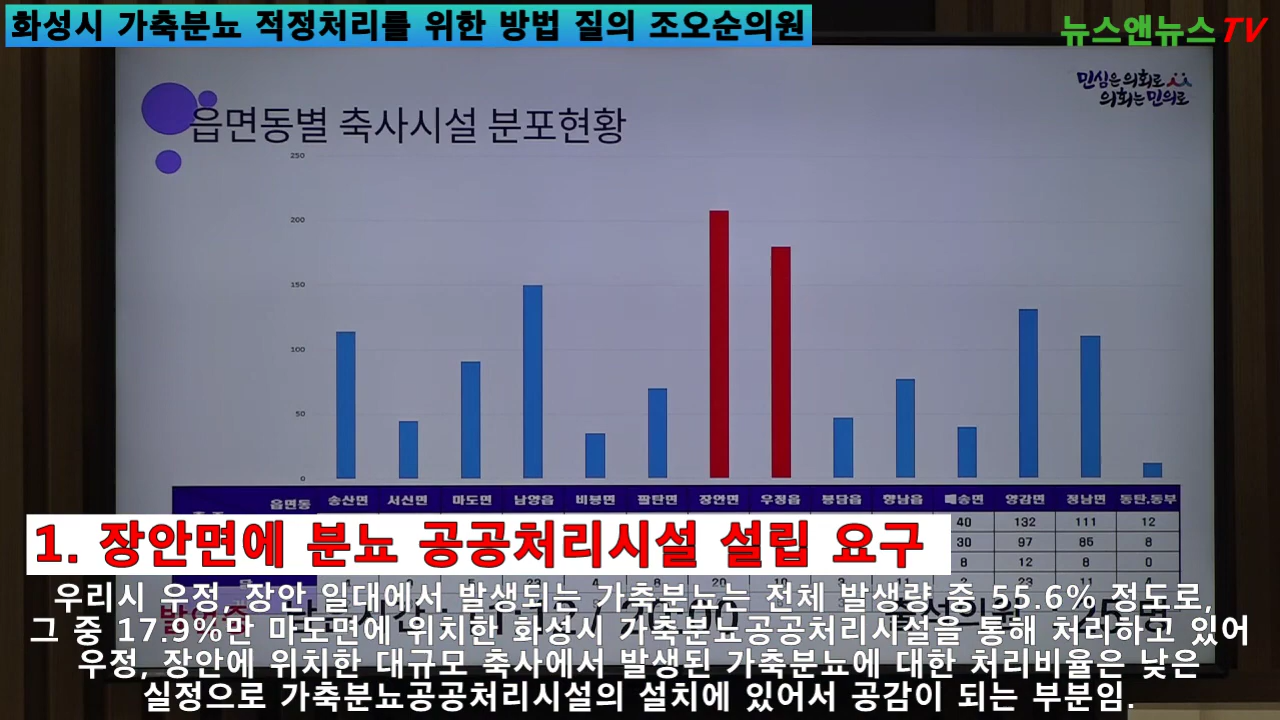 화성시 가축분뇨 적정처리를 위한 방법 질의 조오순의원
뉴스앤뉴스TV
민심은 의회로
의회는 민의로
읍면동별 축사시설 분포현황
250
200
150
100
50
0
읍면동 송산면 서신면 마도면 남양읍 비봉면 팔탄면 장안면 우정읍 봉담읍 향남읍 매송면 양감면 정남면 동탄,동부
40 132 111 12
30 97 85 8
8 12 8 0
2 23 11 4
1. 장안면에 분뇨 공공처리시설 설립 요구
우리시 우정, 장안 일대에서 발생되는 가축분뇨는 전체 발생량 중 55.6% 정도로,
그 중 17.9%만 마도면에 위치한 화성시 가축분뇨공공처리시설을 통해 처리하고 있어
우정, 장안에 위치한 대규모 축사에서 발생된 가축분뇨에 대한 처리비율은 낮은
실정으로 가축분뇨공공처리시설의 설치에 있어서 공감이 되는 부분임.